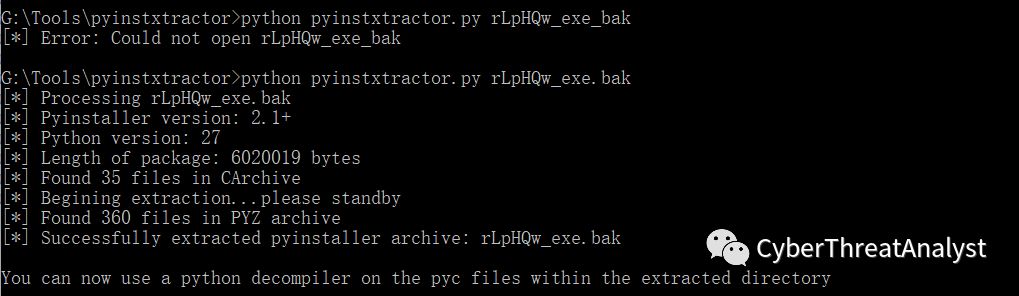 G:\Tools\pyinstxtractor>python pyinstxtractor.py rLpHQw_exe_bak
[*] Error: Could not open rLpHQw_exe_bak
G:\Tools\pyinstxtractor>python pyinstxtractor.py rLpHQw_exe.bak
[*] Processing rLpHQw_exe.bak
[*] Pyinstaller version: 2.1+
[*] Python version: 27
[*] Length of package: 6020019 bytes
[*] Found 35 files in CArchive
[*] Begining extraction...please standby
[*] Found 360 files in PYZ archive
[*] Successfully extracted pyinstaller archive: rLpHQw_exe.bak
CyberThreatAnalyst
You can now use a python decompiler on the pyc files within the extracted directory